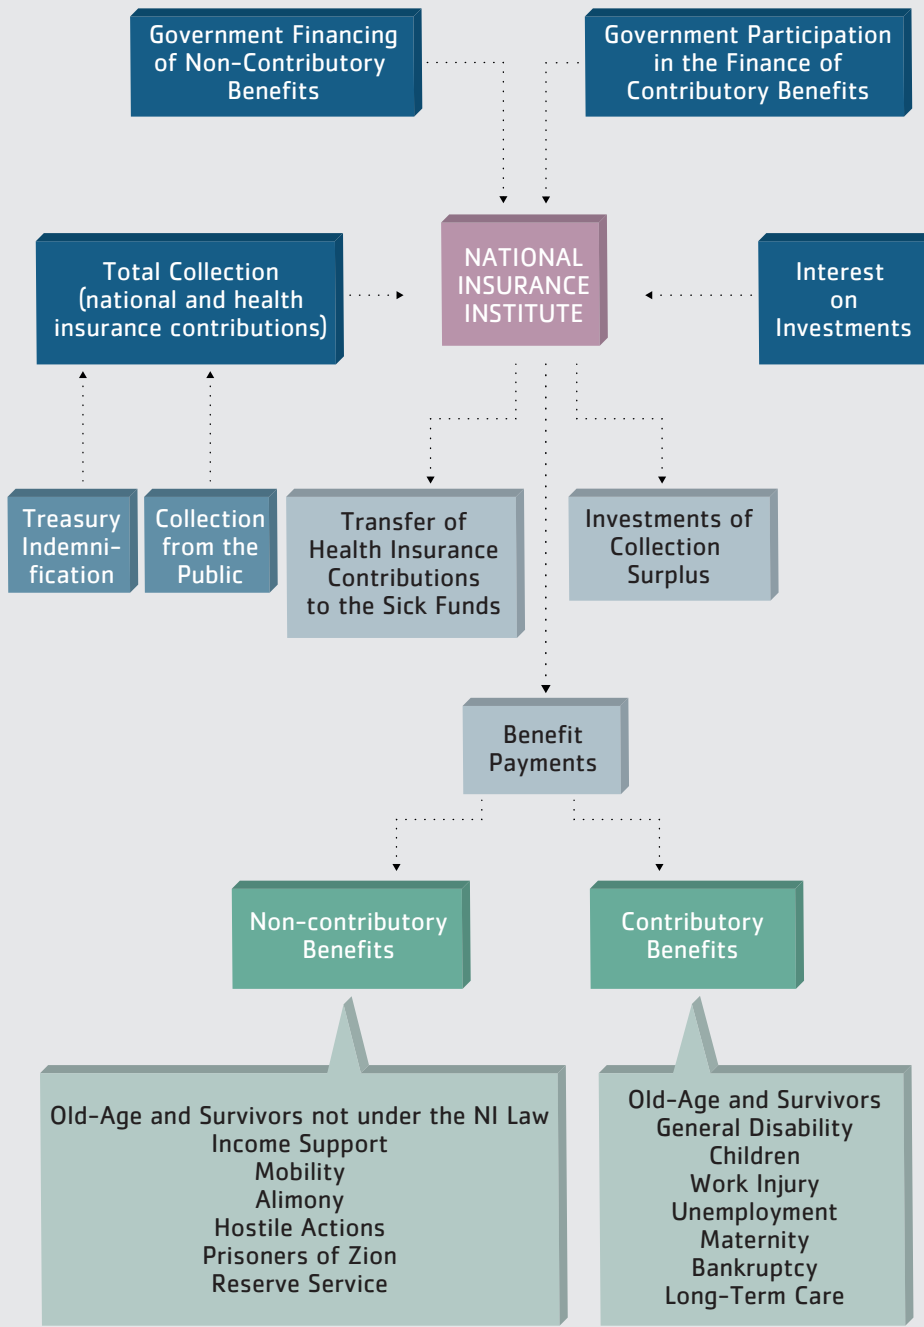 Government Financing
of Non-Contributory
Benefits
Government Participation
in the Finance of
Contributory Benefits
Total Collection
(national and health
insurance contributions)
NATIONAL
INSURANCE
INSTITUTE
Interest
on
Investments
Treasury
Indemni-
fication
Collection
from the
Public
Transfer of
Health Insurance
Contributions
to the Sick Funds
Investments of
Collection
Surplus
Benefit
Payments
Non-contributory
Benefits
Contributory
Benefits
Old-Age and Survivors not under the NI Law
Income Support
Mobility
Alimony
Hostile Actions
Prisoners of Zion
Reserve Service
Old-Age and Survivors
General Disability
Children
Work Injury
Unemployment
Maternity
Bankruptcy
Long-Term Care